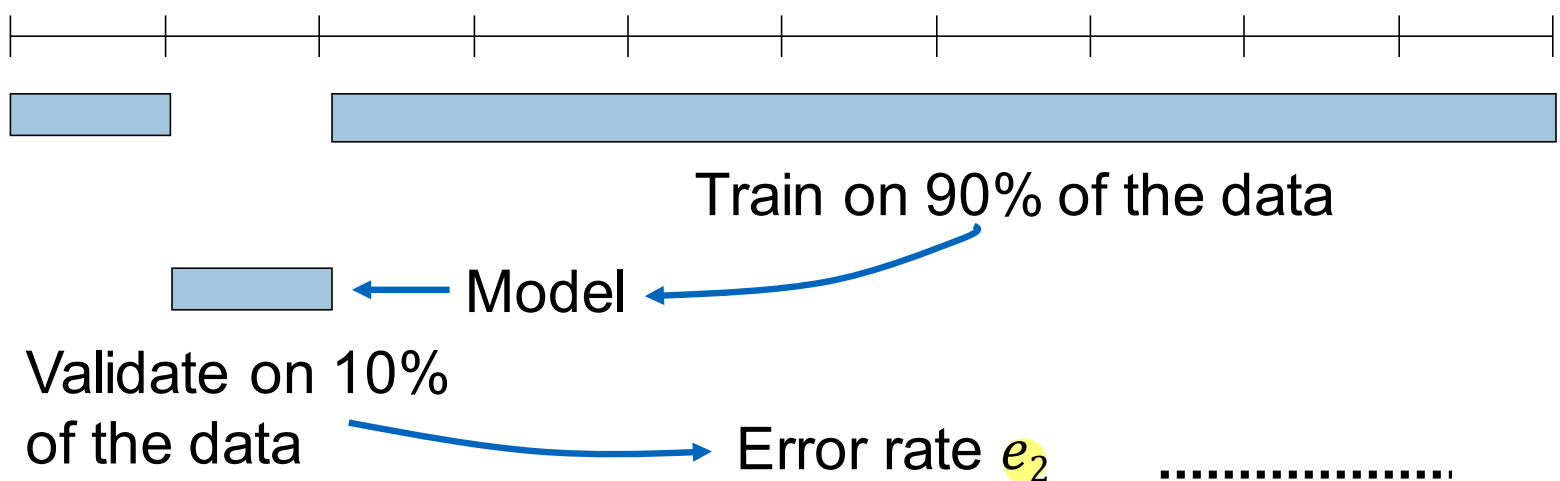 Train on 90% of the data
Model
Validate on 10%
of the data
Error rate e₂